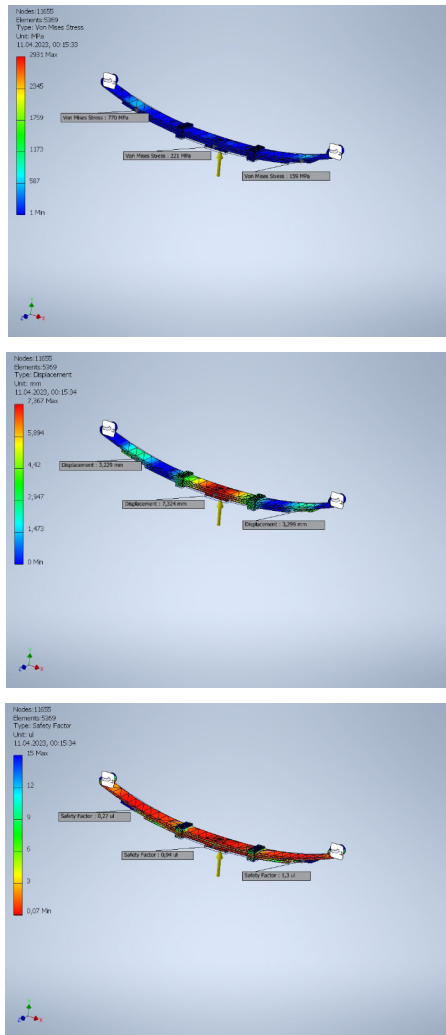 Nodes:11655
Elements:5369
Type: Von Mises Stress
Unit: MPa
11.04.2023, 00:15:33
2931 Max
2345
1759
1173
587
1 Min
Von Mises Stress : 770 MPa
Von Mises Stress : 221 MPa
Von Mises Stress : 159 MPa
Nodes:11655
Elements:5369
Type: Displacement
Unit: mm
11.04.2023, 00:15:34
7,367 Max
5,894
4,42
2,947
1,473
0 Min
Displacement : 3,229 mm
Displacement : 7,324 mm
Displacement : 3,299 mm
Nodes:11655
Elements:5369
Type: Safety Factor
Unit: ul
11.04.2023, 00:15:34
15 Max
12
9
6
3
0,07 Min
Safety Factor : 0,27 ul
Safety Factor : 0,94 ul
Safety Factor : 1,3 ul